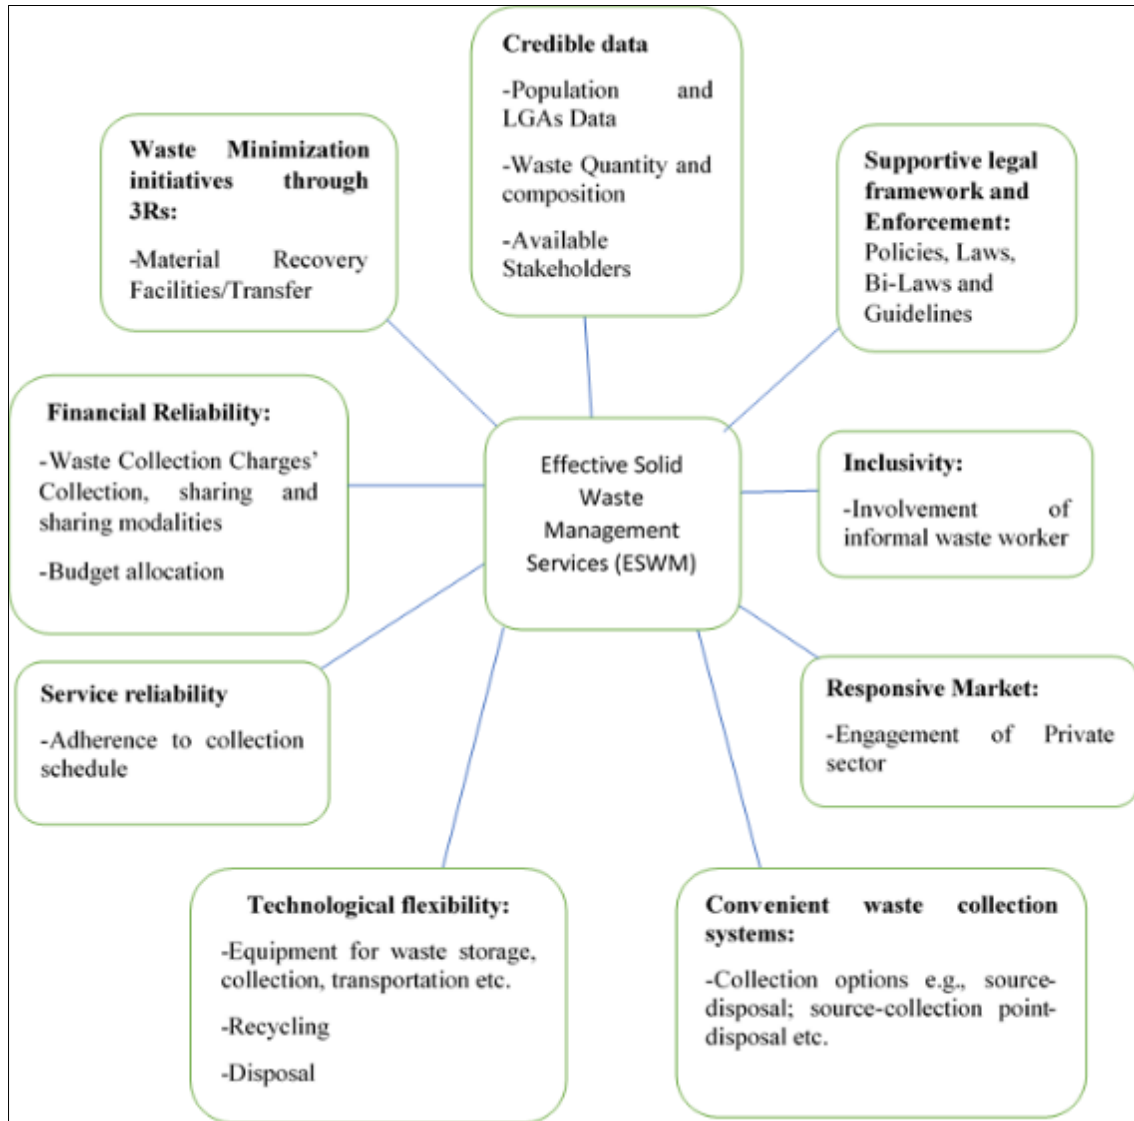 Credible data
-Population and
LGAs Data
-Waste Quantity and
composition
-Available
Stakeholders
Waste Minimization
initiatives through
3Rs:
-Material Recovery
Facilities/Transfer
Supportive legal
framework and
Enforcement:
Policies, Laws,
Bi-Laws and
Guidelines
Financial Reliability:
-Waste Collection Charges’
Collection, sharing and
sharing modalities
-Budget allocation
Effective Solid
Waste
Management
Services (ESWM)
Inclusivity:
-Involvement of
informal waste worker
Service reliability
-Adherence to collection
schedule
Responsive Market:
-Engagement of Private
sector
Technological flexibility:
-Equipment for waste storage,
collection, transportation etc.
-Recycling
-Disposal
Convenient waste collection
systems:
-Collection options e.g., source-
disposal; source-collection point-
disposal etc.